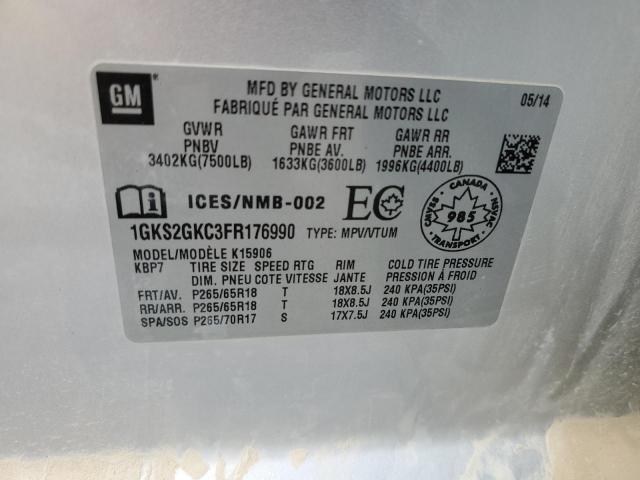 GM
MFD BY GENERAL MOTORS LLC
FABRIQUÉ PAR GENERAL MOTORS LLC
05/14
GVWR GAWR FRT GAWR RR
PNBV PNBE AV. PNBE ARR.
3402KG(7500LB) 1633KG(3600LB) 1996KG(4400LB)
i ICES/NMB-002 EC
CANADA
CMVSS 985 NSVAC
1GKS2GKC3FR176990 TYPE: MPV/VTUM
MODEL/MODÈLE K15906
KBP7 TIRE SIZE SPEED RTG RIM COLD TIRE PRESSURE
DIM. PNEU COTE VITESSE JANTE PRESSION À FROID
FRT/AV. P265/65R18 T 18X8.5J 240 KPA(35PSI)
RR/ARR. P265/65R18 T 18X8.5J 240 KPA(35PSI)
SPA/SOS P265/70R17 S 17X7.5J 240 KPA(35PSI)